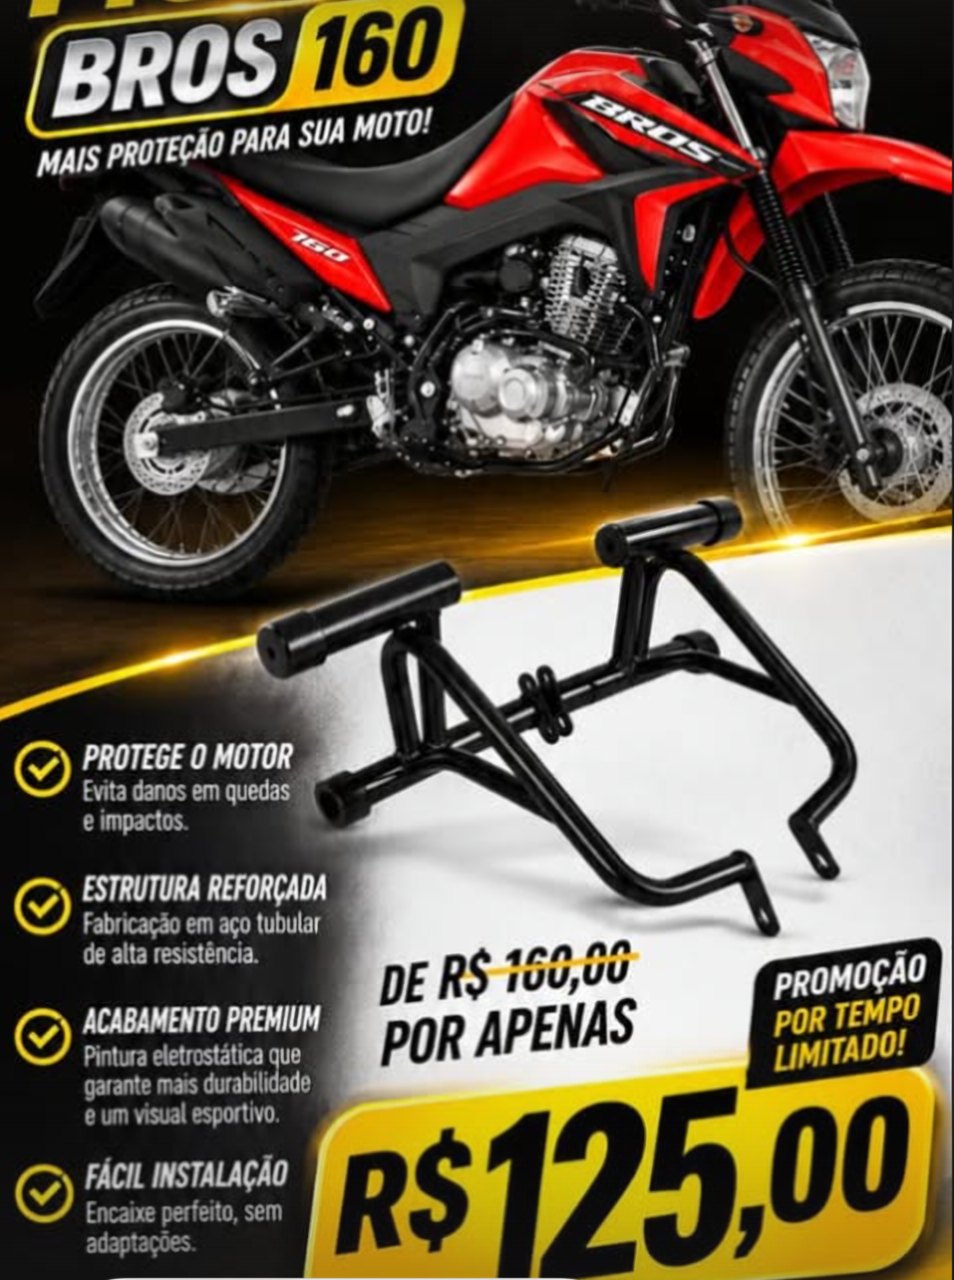 BROS 160
MAIS PROTEÇÃO PARA SUA MOTO!
BROS
160
PROTEGE O MOTOR
Evita danos em quedas
e impactos.
ESTRUTURA REFORÇADA
Fabricação em aço tubular
de alta resistência.
ACABAMENTO PREMIUM
Pintura eletrostática que
garante mais durabilidade
e um visual esportivo.
FÁCIL INSTALAÇÃO
Encaixe perfeito, sem
adaptações.
DE R$ 160,00
POR APENAS
PROMOÇÃO
POR TEMPO
LIMITADO!
R$125,00